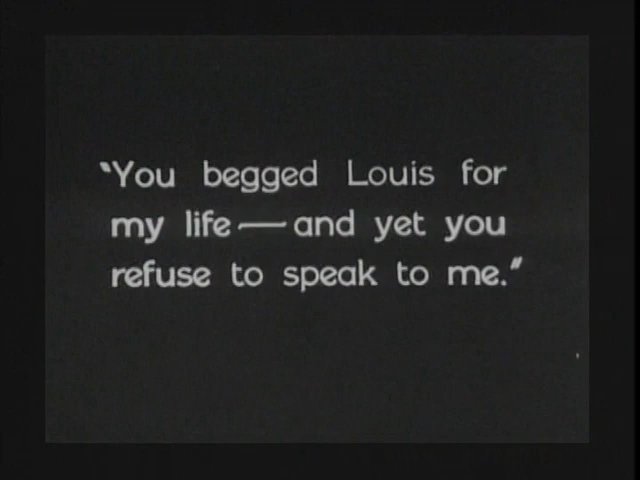 "You begged Louis for
my life—and yet you
refuse to speak to me."